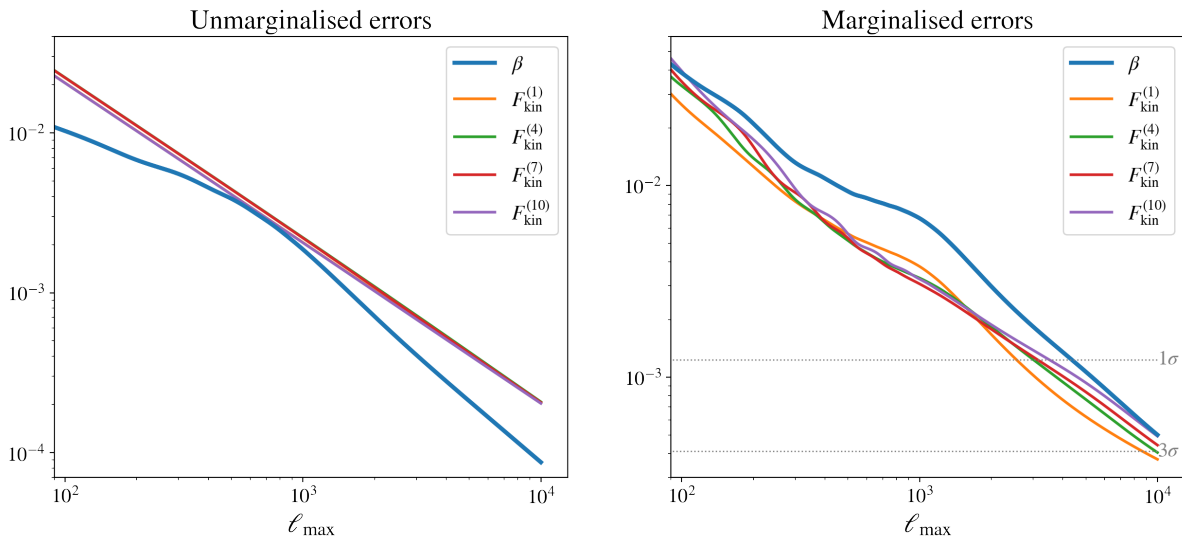 Unmarginalised errors
β
F_kin^(1)
F_kin^(4)
F_kin^(7)
F_kin^(10)
10^−2
10^−3
10^−4
10^2
10^3
10^4
ℓ_max
Marginalised errors
β
F_kin^(1)
F_kin^(4)
F_kin^(7)
F_kin^(10)
10^−2
10^−3
1σ
3σ
10^2
10^3
10^4
ℓ_max